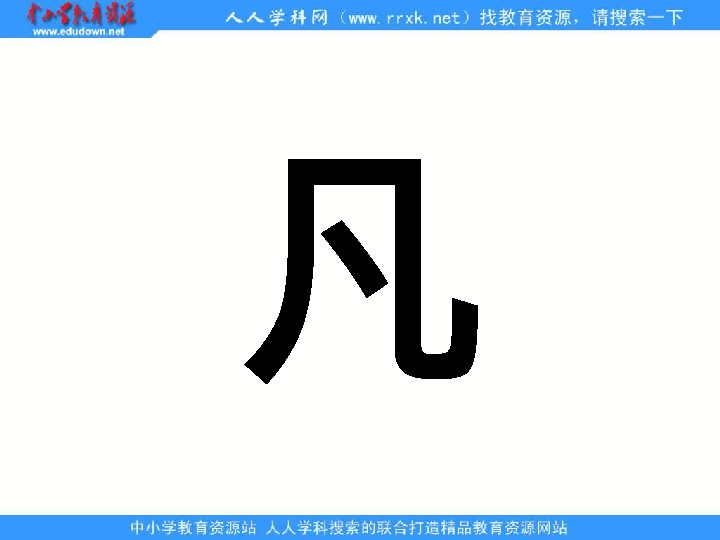 中小学教育资源
www.edudown.net
人人学科网（www.rrxk.net）找教育资源，请搜索一下
凡
中小学教育资源站 人人学科搜索的联合打造精品教育资源网站